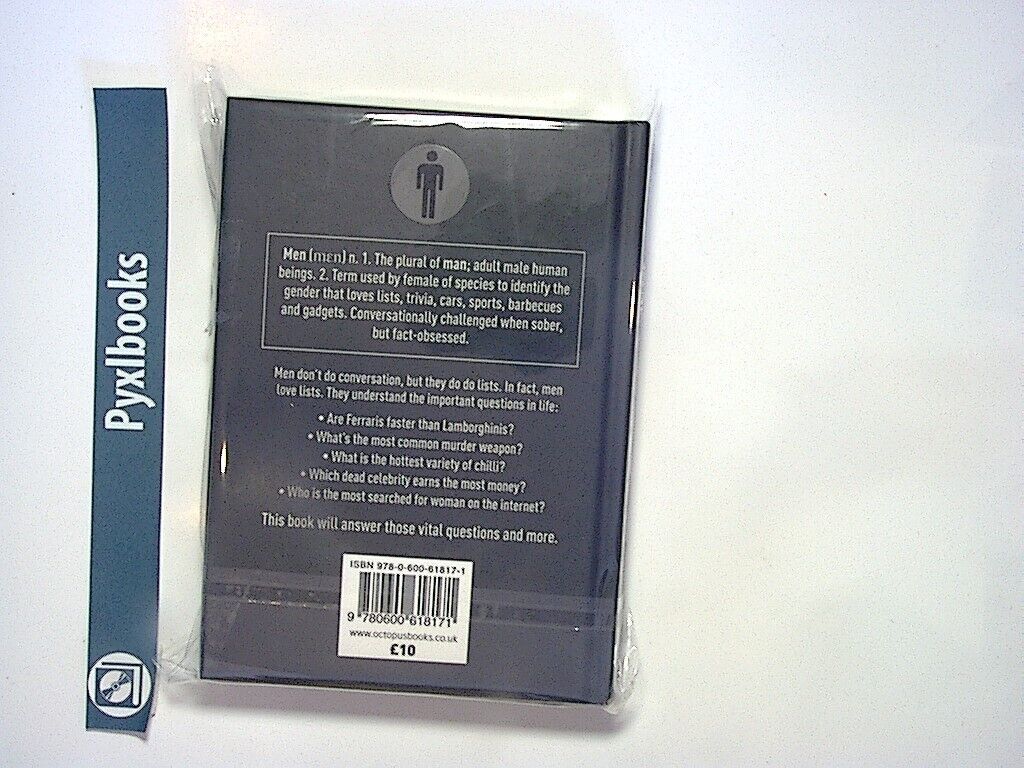 Pyxlbooks
Men (mɛn) n. 1. The plural of man; adult male human
beings. 2. Term used by female of species to identify the
gender that loves lists, trivia, cars, sports, barbecues
and gadgets. Conversationally challenged when sober,
but fact-obsessed.
Men don't do conversation, but they do do lists. In fact, men
love lists. They understand the important questions in life:
• Are Ferraris faster than Lamborghinis?
• What's the most common murder weapon?
• What is the hottest variety of chilli?
• Which dead celebrity earns the most money?
• Who is the most searched for woman on the internet?
This book will answer those vital questions and more.
ISBN 978-0-600-61817-1
9 780600 618171
www.octopusbooks.co.uk
£10